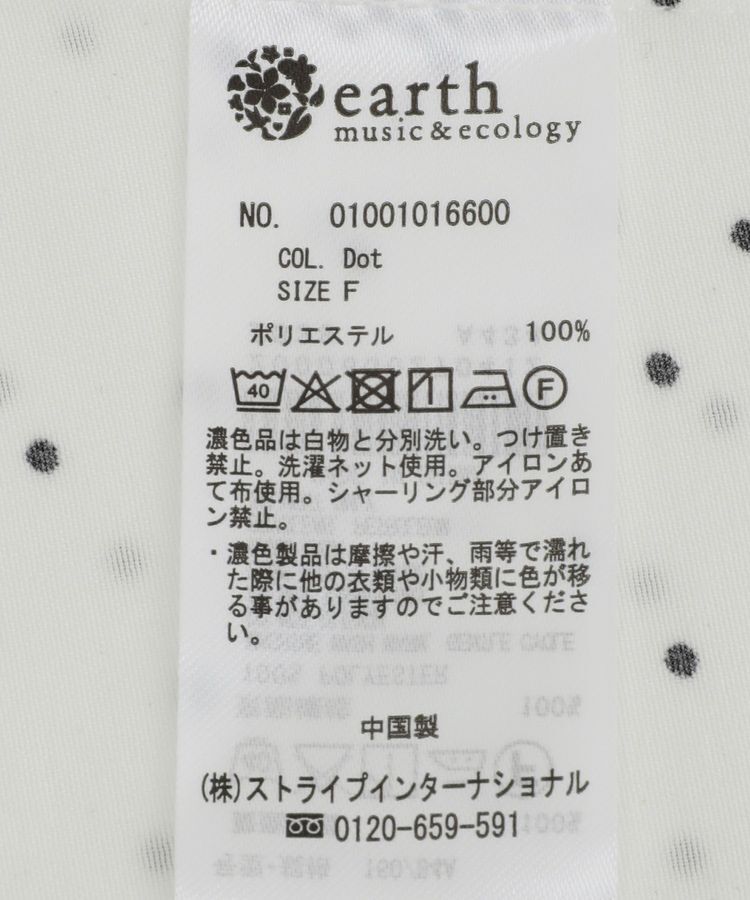 earth
music&ecology
NO. 01001016600
COL. Dot
SIZE F
ポリエステル 100%
40 F
濃色品は白物と分別洗い。つけ置き
禁止。洗濯ネット使用。アイロンあ
て布使用。シャーリング部分アイロ
ン禁止。
・濃色製品は摩擦や汗、雨等で濡れ
た際に他の衣類や小物類に色が移
る事がありますのでご注意くださ
い。
中国製
(株)ストライプインターナショナル
0120-659-591